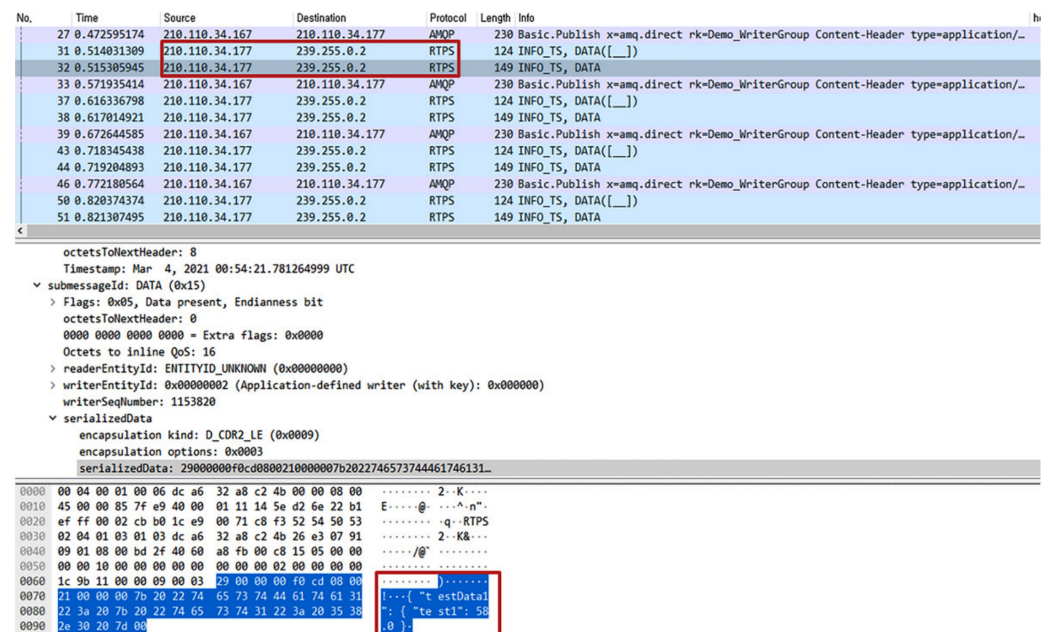 No. Time Source Destination Protocol Length Info
27 0.472595174 210.110.34.167 210.110.34.177 AMQP 230 Basic.Publish x=amq.direct rk=Demo_WriterGroup Content-Header type=application/…
31 0.514031309 210.110.34.177 239.255.0.2 RTPS 124 INFO_TS, DATA([__])
32 0.515305945 210.110.34.177 239.255.0.2 RTPS 149 INFO_TS, DATA
33 0.571935414 210.110.34.167 210.110.34.177 AMQP 230 Basic.Publish x=amq.direct rk=Demo_WriterGroup Content-Header type=application/…
37 0.616336798 210.110.34.177 239.255.0.2 RTPS 124 INFO_TS, DATA([__])
38 0.617014921 210.110.34.177 239.255.0.2 RTPS 149 INFO_TS, DATA
39 0.672644585 210.110.34.167 210.110.34.177 AMQP 230 Basic.Publish x=amq.direct rk=Demo_WriterGroup Content-Header type=application/…
43 0.718345438 210.110.34.177 239.255.0.2 RTPS 124 INFO_TS, DATA([__])
44 0.719204893 210.110.34.177 239.255.0.2 RTPS 149 INFO_TS, DATA
46 0.772180564 210.110.34.167 210.110.34.177 AMQP 230 Basic.Publish x=amq.direct rk=Demo_WriterGroup Content-Header type=application/…
50 0.820374374 210.110.34.177 239.255.0.2 RTPS 124 INFO_TS, DATA([__])
51 0.821307495 210.110.34.177 239.255.0.2 RTPS 149 INFO_TS, DATA
octetsToNextHeader: 8
Timestamp: Mar 4, 2021 00:54:21.781264999 UTC
submessageId: DATA (0x15)
Flags: 0x05, Data present, Endianness bit
octetsToNextHeader: 0
0000 0000 0000 0000 = Extra flags: 0x0000
Octets to inline QoS: 16
readerEntityId: ENTITYID_UNKNOWN (0x00000000)
writerEntityId: 0x00000002 (Application-defined writer (with key): 0x000000)
writerSeqNumber: 1153820
serializedData
encapsulation kind: D_CDR2_LE (0x0009)
encapsulation options: 0x0003
serializedData: 29000000f0cd0800210000007b2022746573744461746131…
0000 00 04 00 01 00 06 dc a6 32 a8 c2 4b 00 00 08 00 ········ 2··K····
0010 45 00 00 85 7f e9 40 00 01 11 14 5e d2 6e 22 b1 E·····@· ···^·n"·
0020 ef ff 00 02 cb b0 1c e9 00 71 c8 f3 52 54 50 53 ········ ·q··RTPS
0030 02 04 01 03 01 03 dc a6 32 a8 c2 4b 26 e3 07 91 ········ 2··K&···
0040 09 01 08 00 bd 2f 40 60 a8 fb 00 c8 15 05 00 00 ·····/@` ········
0050 00 00 10 00 00 00 00 00 00 00 00 02 00 00 00 00 ········ ········
0060 1c 9b 11 00 00 09 00 03 29 00 00 00 f0 cd 08 00 ········ )·······
0070 21 00 00 00 7b 20 22 74 65 73 74 44 61 74 61 31 !···{ "t estData1
0080 22 3a 20 7b 20 22 74 65 73 74 31 22 3a 20 35 38 ": { "te st1": 58
0090 2e 30 20 7d 00 .0 }·